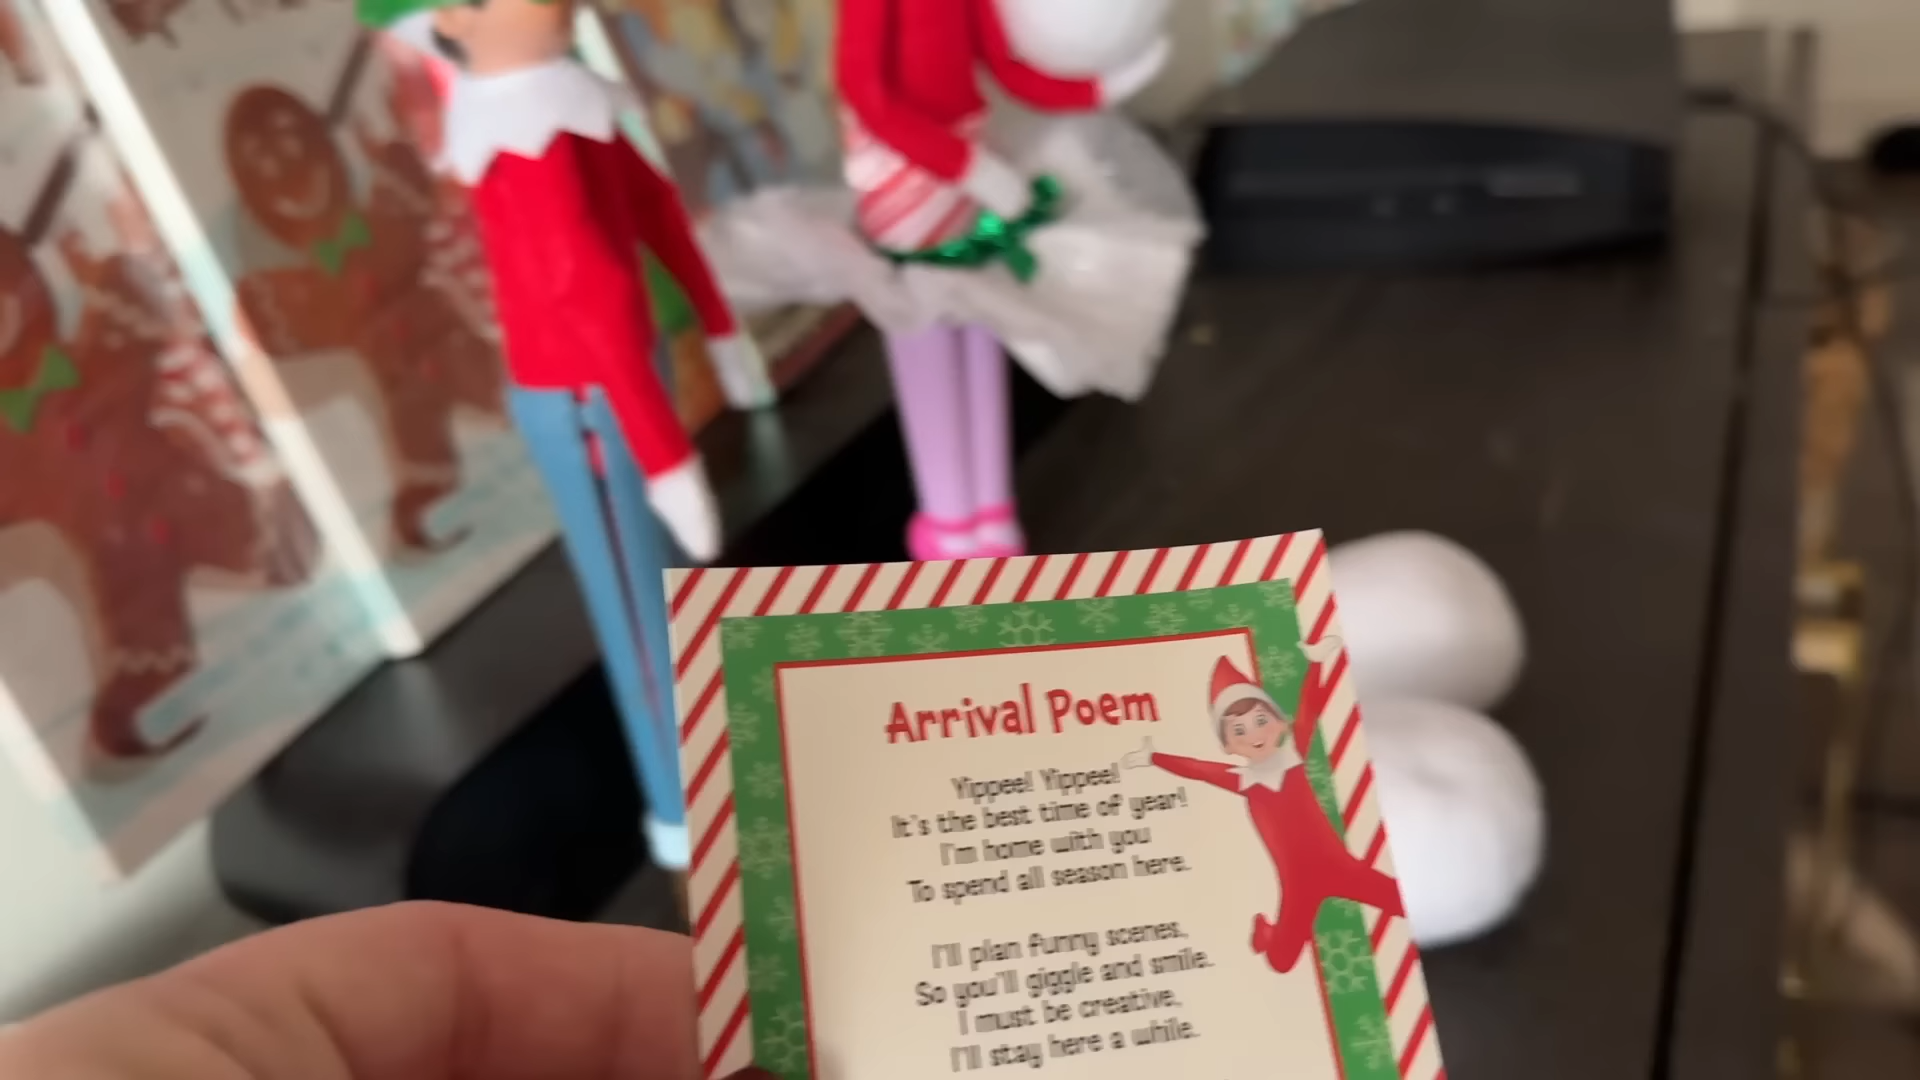 Arrival Poem
Yippee! Yippee!
It's the best time of year!
I'm home with you
To spend all season here.
I'll plan funny scenes,
So you'll giggle and smile.
I must be creative,
I'll stay here a while.